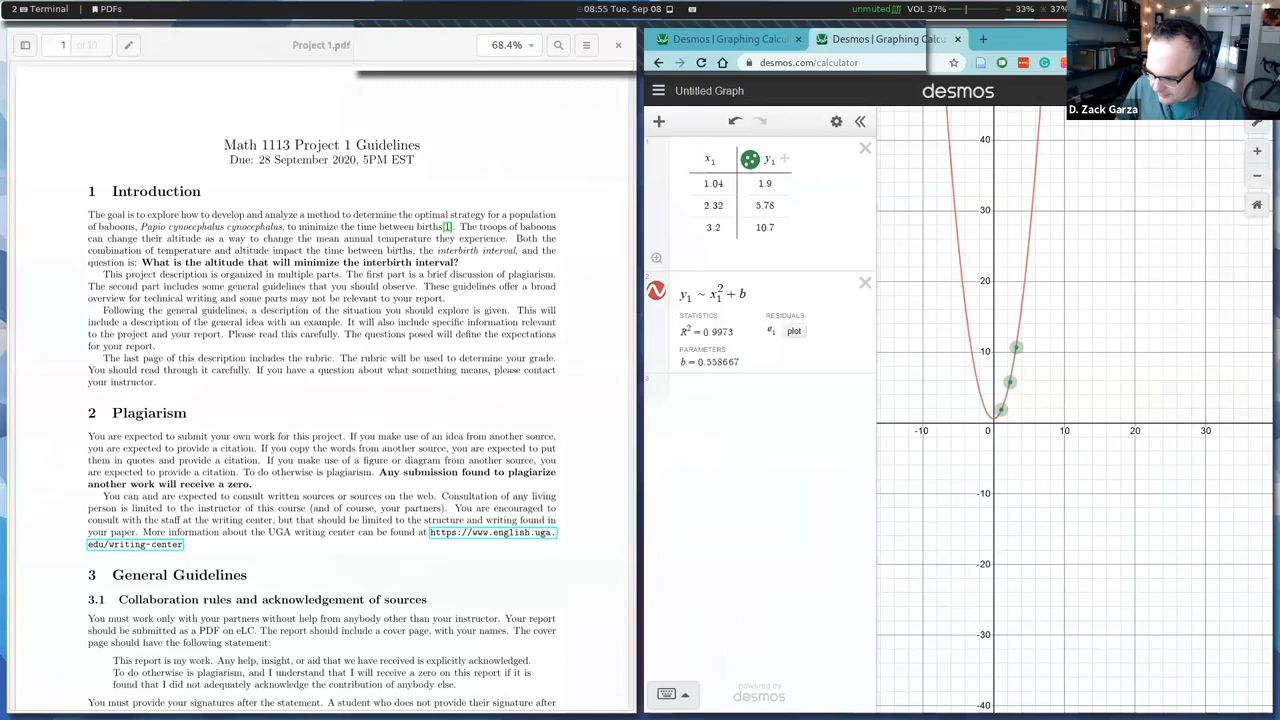 2 Terminal PDFs 08:55 Tue, Sep 08 unmuted VOL 37% 33% 37%
1 of 10 Project 1.pdf 68.4%
Math 1113 Project 1 Guidelines
Due: 28 September 2020, 5PM EST
1 Introduction
The goal is to explore how to develop and analyze a method to determine the optimal strategy for a population
of baboons, Papio cynocephalus cynocephalus, to minimize the time between births[1]. The troops of baboons
can change their altitude as a way to change the mean annual temperature they experience. Both the
combination of temperature and altitude impact the time between births, the interbirth interval, and the
question is: What is the altitude that will minimize the interbirth interval?
This project description is organized in multiple parts. The first part is a brief discussion of plagiarism.
The second part includes some general guidelines that you should observe. These guidelines offer a broad
overview for technical writing and some parts may not be relevant to your report.
Following the general guidelines, a description of the situation you should explore is given. This will
include a description of the general idea with an example. It will also include specific information relevant
to the project and your report. Please read this carefully. The questions posed will define the expectations
for your report.
The last page of this description includes the rubric. The rubric will be used to determine your grade.
You should read through it carefully. If you have a question about what something means, please contact
your instructor.
2 Plagiarism
You are expected to submit your own work for this project. If you make use of an idea from another source,
you are expected to provide a citation. If you copy the words from another source, you are expected to put
them in quotes and provide a citation. If you make use of a figure or diagram from another source, you
are expected to provide a citation. To do otherwise is plagiarism. Any submission found to plagiarize
another work will receive a zero.
You can and are expected to consult written sources or sources on the web. Consultation of any living
person is limited to the instructor of this course (and of course, your partners). You are encouraged to
consult with the staff at the writing center, but that should be limited to the structure and writing found in
your paper. More information about the UGA writing center can be found at https://www.english.uga.
edu/writing-center
3 General Guidelines
3.1 Collaboration rules and acknowledgement of sources
You must work only with your partners without help from anybody other than your instructor. Your report
should be submitted as a PDF on eLC. The report should include a cover page, with your names. The cover
page should have the following statement:
This report is my work. Any help, insight, or aid that we have received is explicitly acknowledged.
To do otherwise is plagiarism, and I understand that I will receive a zero on this report if it is
found that I did not adequately acknowledge the contribution of anybody else.
You must provide your signatures after the statement. A student who does not provide their signature after
Desmos | Graphing Calcul Desmos | Graphing Calcu
desmos.com/calculator
Untitled Graph desmos
D. Zack Garza
1
x₁ y₁
1.04 1.9
2.32 5.78
3.2 10.7
2
y₁ ~ x₁² + b
STATISTICS RESIDUALS
R² = 0.9973 e₁ plot
PARAMETERS
b = 0.558667
3
powered by
desmos
40
30
20
10
-10 0 10 20 30
-10
-20
-30
-40